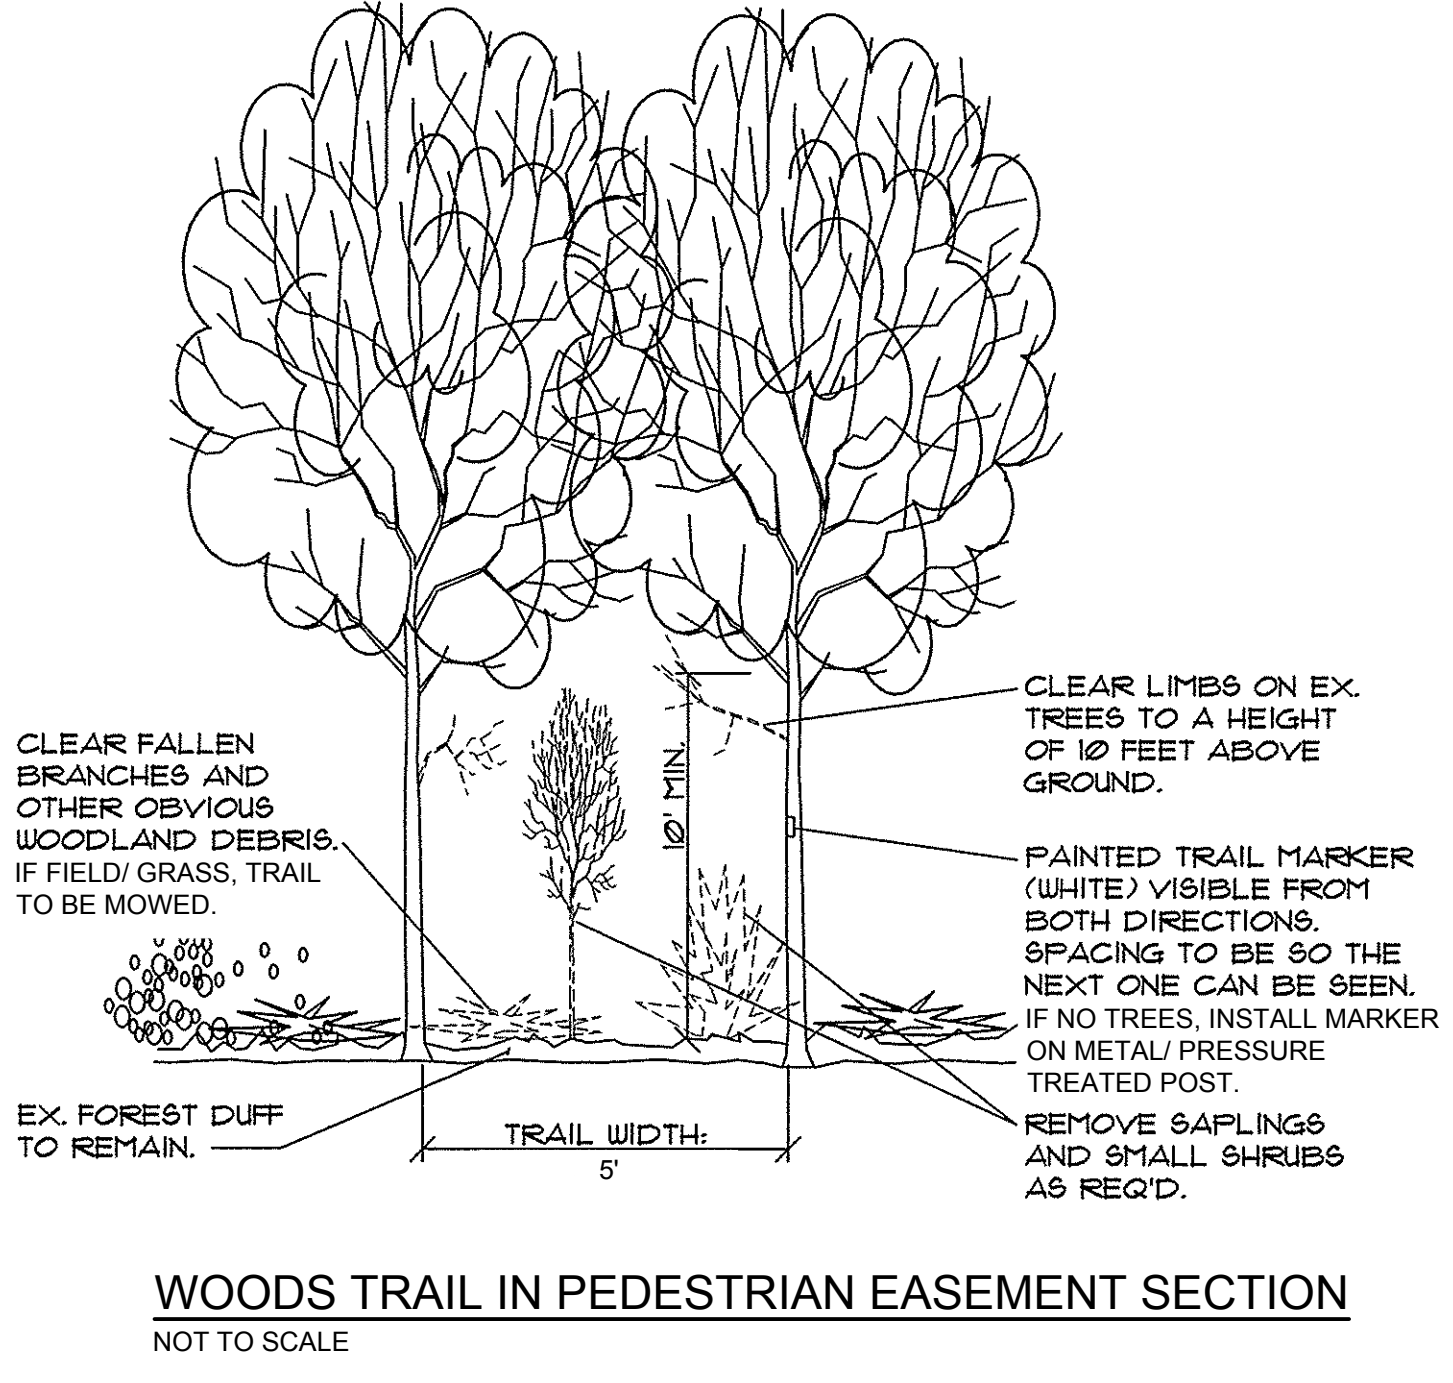 CLEAR LIMBS ON EX.
TREES TO A HEIGHT
OF 10 FEET ABOVE
GROUND.
CLEAR FALLEN
BRANCHES AND
OTHER OBVIOUS
WOODLAND DEBRIS.
IF FIELD/ GRASS, TRAIL
TO BE MOWED.
10' MIN.
PAINTED TRAIL MARKER
(WHITE) VISIBLE FROM
BOTH DIRECTIONS.
SPACING TO BE SO THE
NEXT ONE CAN BE SEEN.
IF NO TREES, INSTALL MARKER
ON METAL/ PRESSURE
TREATED POST.
EX. FOREST DUFF
TO REMAIN.
TRAIL WIDTH:
5'
REMOVE SAPLINGS
AND SMALL SHRUBS
AS REQ'D.
WOODS TRAIL IN PEDESTRIAN EASEMENT SECTION
NOT TO SCALE